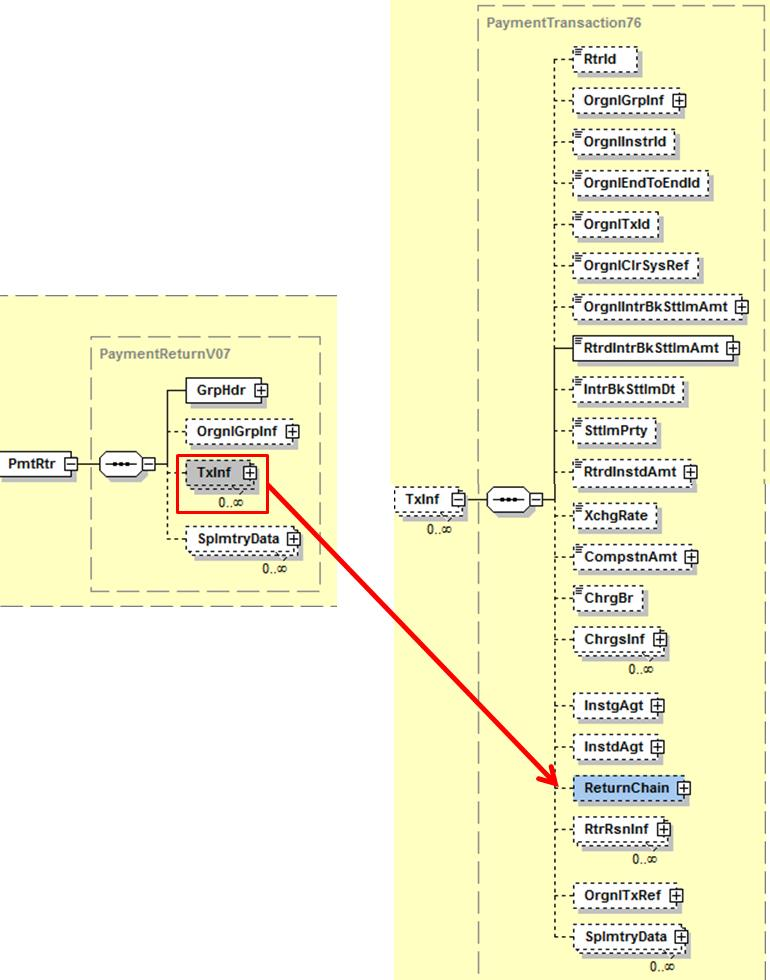 PaymentReturnV07
PmtRtr
GrpHdr
OrgnlGrpInf
TxInf
0..∞
SplmtryData
0..∞
PaymentTransaction76
TxInf
0..∞
RtrId
OrgnlGrpInf
OrgnlInstrId
OrgnlEndToEndId
OrgnlTxId
OrgnlClrSysRef
OrgnlIntrBkSttlmAmt
RtrdIntrBkSttlmAmt
IntrBkSttlmDt
SttlmPrty
RtrdInstdAmt
XchgRate
CompstnAmt
ChrgBr
ChrgsInf
0..∞
InstgAgt
InstdAgt
ReturnChain
RtrRsnInf
0..∞
OrgnlTxRef
SplmtryData
0..∞